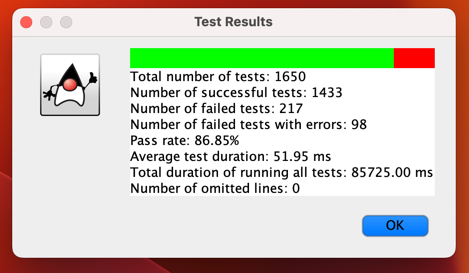 Test Results
Total number of tests: 1650
Number of successful tests: 1433
Number of failed tests: 217
Number of failed tests with errors: 98
Pass rate: 86.85%
Average test duration: 51.95 ms
Total duration of running all tests: 85725.00 ms
Number of omitted lines: 0
OK